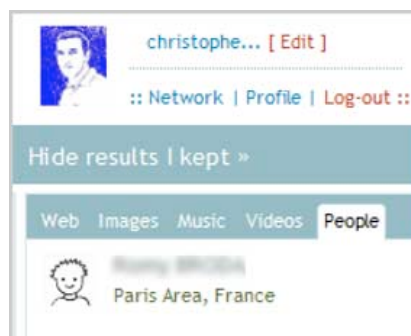 christophe... [ Edit ]
:: Network | Profile | Log-out ::
Hide results I kept »
Web Images Music Videos People
Paris Area, France